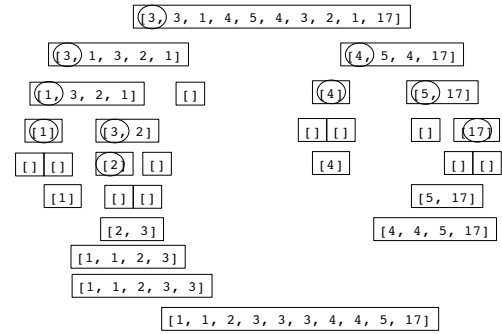 [3, 3, 1, 4, 5, 4, 3, 2, 1, 17]
[3, 1, 3, 2, 1] [4, 5, 4, 17]
[1, 3, 2, 1] [] [4] [5, 17]
[1] [3, 2] [] [] [] [17]
[] [] [2] [] [4] [] []
[1] [] [] [5, 17]
[2, 3] [4, 4, 5, 17]
[1, 1, 2, 3]
[1, 1, 2, 3, 3]
[1, 1, 2, 3, 3, 3, 4, 4, 5, 17]